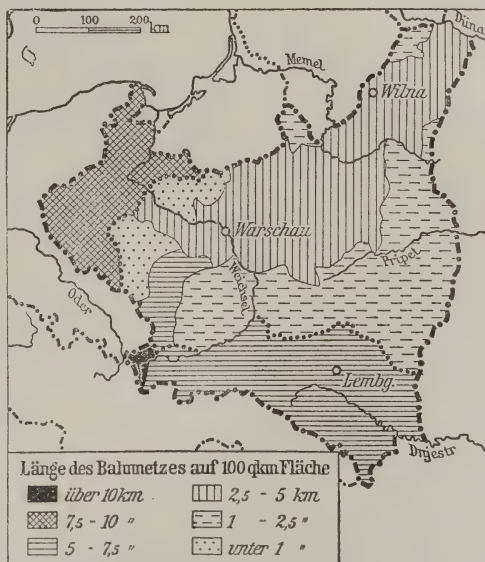 0 100 200
km
Düna
Memel
Wilna
Warschau
Weichsel
Pripet
Oder
Lembg.
Dnjestr
Länge des Bahnnetzes auf 100 qkm Fläche
über 10 km
7,5 - 10 "
5 - 7,5 "
2,5 - 5 km
1 - 2,5 "
unter 1 "